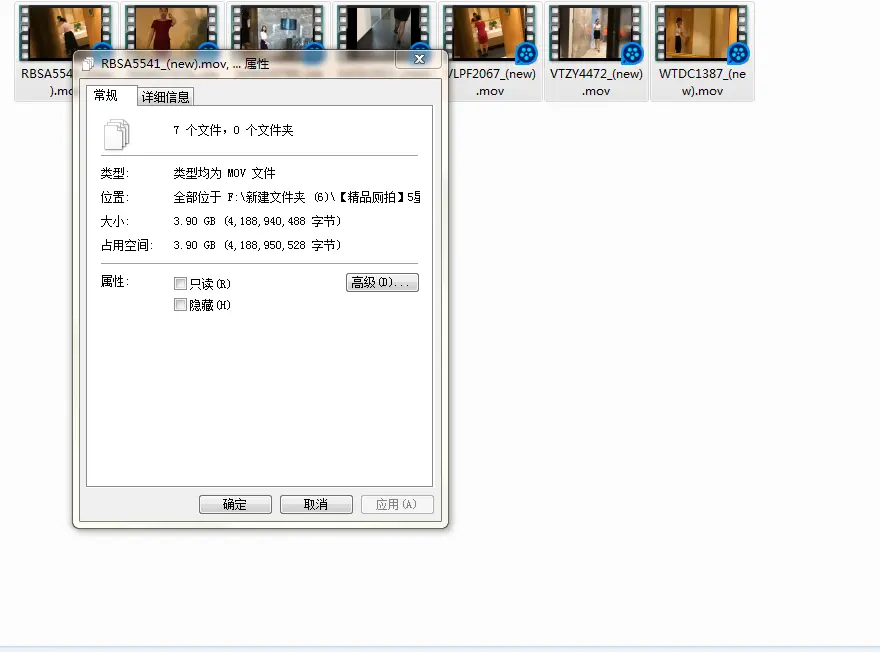 RBSA554
).mo
VLPF2067_(new)
.mov
VTZY4472_(new)
.mov
WTDC1387_(ne
w).mov
RBSA5541_(new).mov, ... 属性
常规
详细信息
7 个文件，0 个文件夹
类型: 类型均为 MOV 文件
位置: 全部位于 F:\新建文件夹 (6)\【精品厕拍】5星
大小: 3.90 GB (4,188,940,488 字节)
占用空间: 3.90 GB (4,188,950,528 字节)
属性: 只读(R) 高级(D)...
隐藏(H)
确定 取消 应用(A)